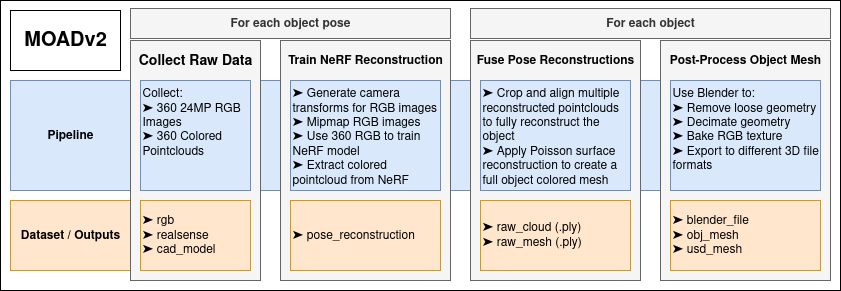 MOADv2
For each object pose
For each object
Collect Raw Data
Train NeRF Reconstruction
Fuse Pose Reconstructions
Post-Process Object Mesh
Pipeline
Collect:
➤ 360 24MP RGB
Images
➤ 360 Colored
Pointclouds
➤ Generate camera
transforms for RGB images
➤ Mipmap RGB images
➤ Use 360 RGB to train
NeRF model
➤ Extract colored
pointcloud from NeRF
➤ Crop and align multiple
reconstructed pointclouds
to fully reconstruct the
object
➤ Apply Poisson surface
reconstruction to create a
full object colored mesh
Use Blender to:
➤ Remove loose geometry
➤ Decimate geometry
➤ Bake RGB texture
➤ Export to different 3D file
formats
Dataset / Outputs
➤ rgb
➤ realsense
➤ cad_model
➤ pose_reconstruction
➤ raw_cloud (.ply)
➤ raw_mesh (.ply)
➤ blender_file
➤ obj_mesh
➤ usd_mesh